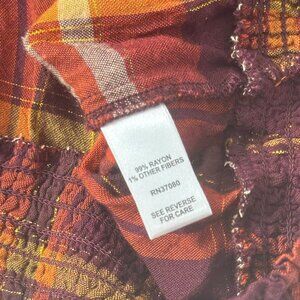 99% RAYON
1% OTHER FIBERS
RN37080
SEE REVERSE
FOR CARE